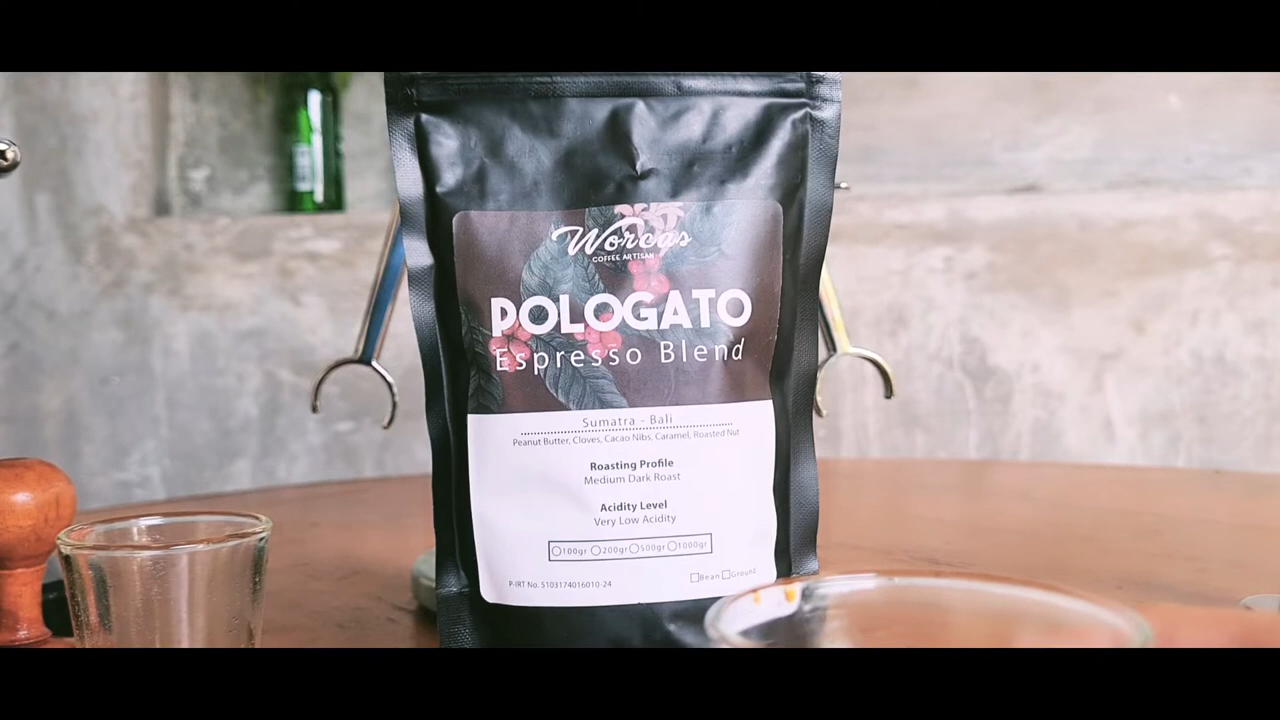 Worcas
COFFEE ARTISAN
POLOGATO
Espresso Blend
Sumatra - Bali
Peanut Butter, Cloves, Cacao Nibs, Caramel, Roasted Nut
Roasting Profile
Medium Dark Roast
Acidity Level
Very Low Acidity
100gr 200gr 500gr 1000gr
P-IRT No. 5103174016010-24
Bean Ground